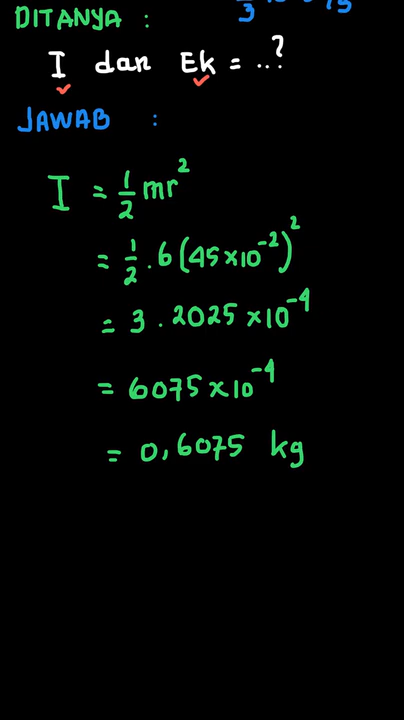 DITANYA :
I dan Ek = ..?
JAWAB :
I = 1/2 mr²
= 1/2 . 6 (45×10⁻²)²
= 3 . 2025 ×10⁻⁴
= 6075 ×10⁻⁴
= 0,6075 kg